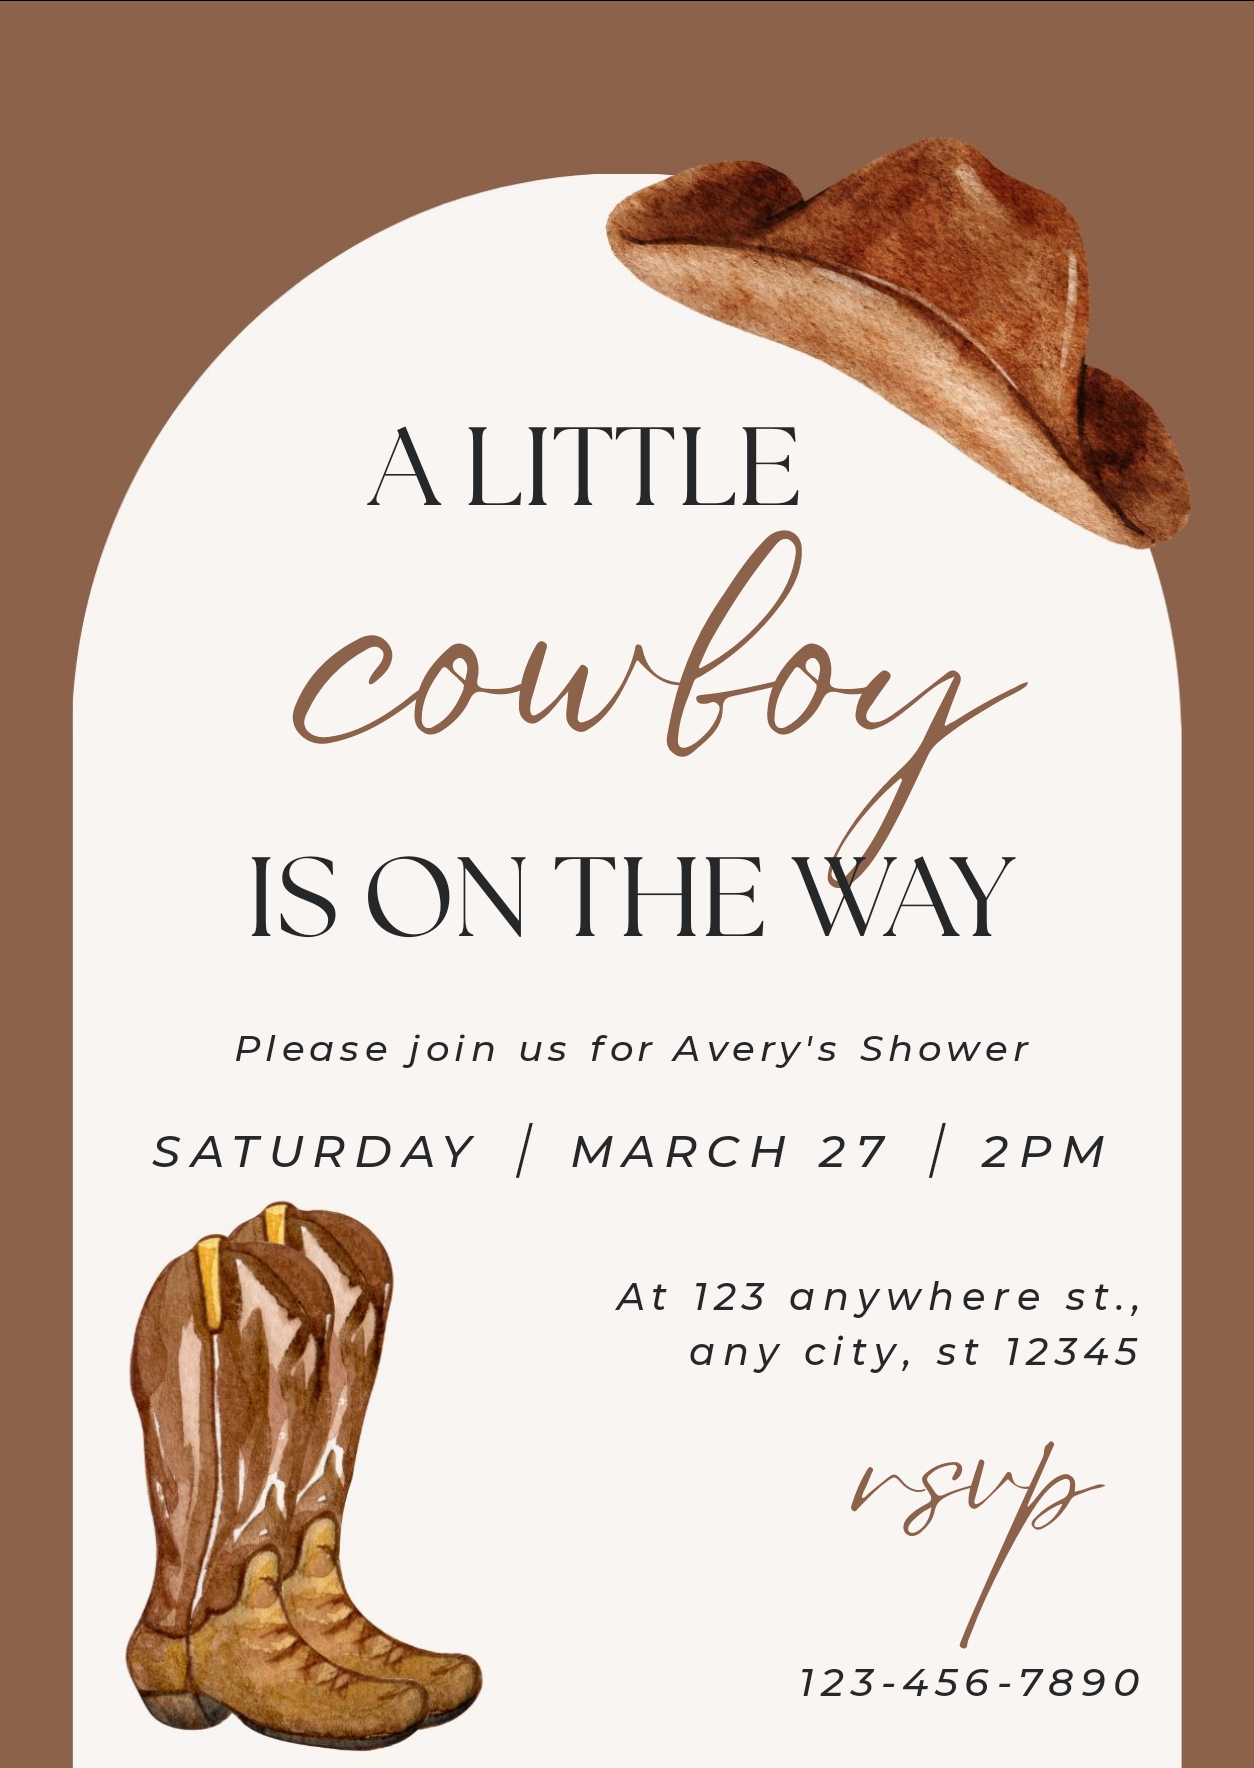 A LITTLE
cowboy
IS ON THE WAY
Please join us for Avery's Shower
SATURDAY | MARCH 27 | 2PM
At 123 anywhere st.,
any city, st 12345
rsvp
123-456-7890